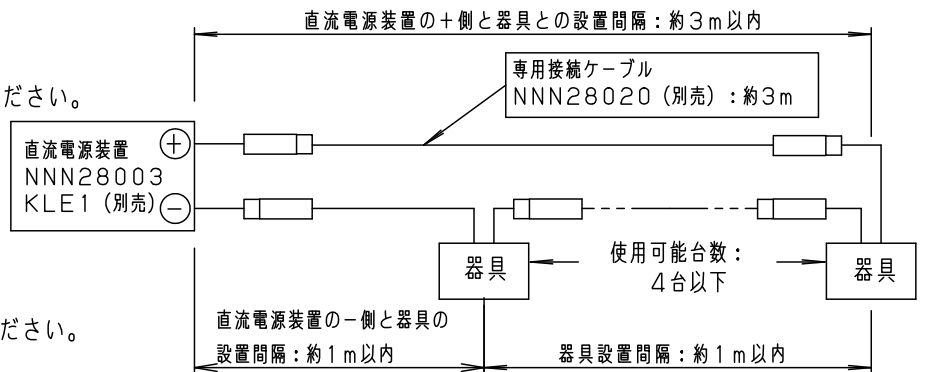 直流電源装置の＋側と器具との設置間隔：約３ｍ以内
専用接続ケーブル
ＮＮＮ２８０２０（別売）：約３ｍ
ださい。
直流電源装置
ＮＮＮ２８００３
ＫＬＥ１（別売）
＋
－
器具
使用可能台数：
４台以下
器具
ださい。
直流電源装置の－側と器具の
設置間隔：約１ｍ以内
器具設置間隔：約１ｍ以内